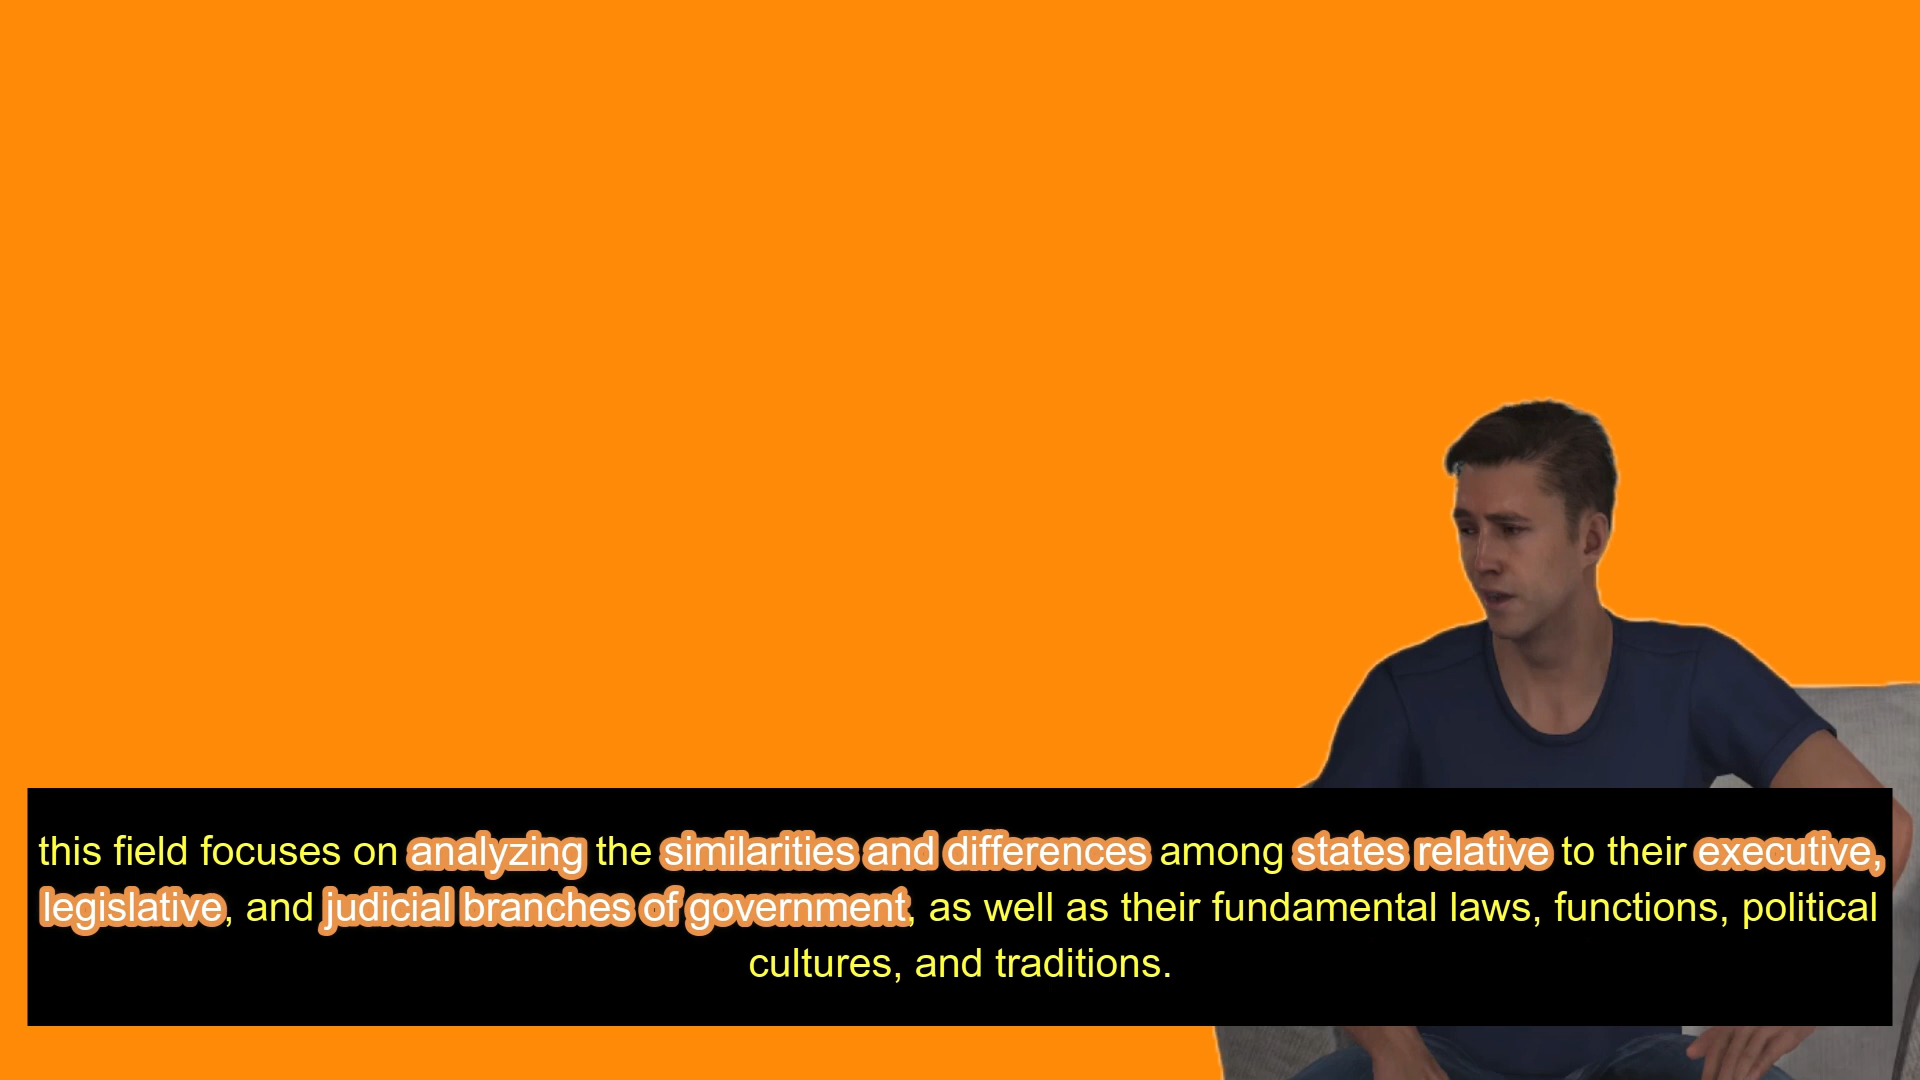 this field focuses on analyzing the similarities and differences among states relative to their executive,
legislative, and judicial branches of government, as well as their fundamental laws, functions, political
cultures, and traditions.